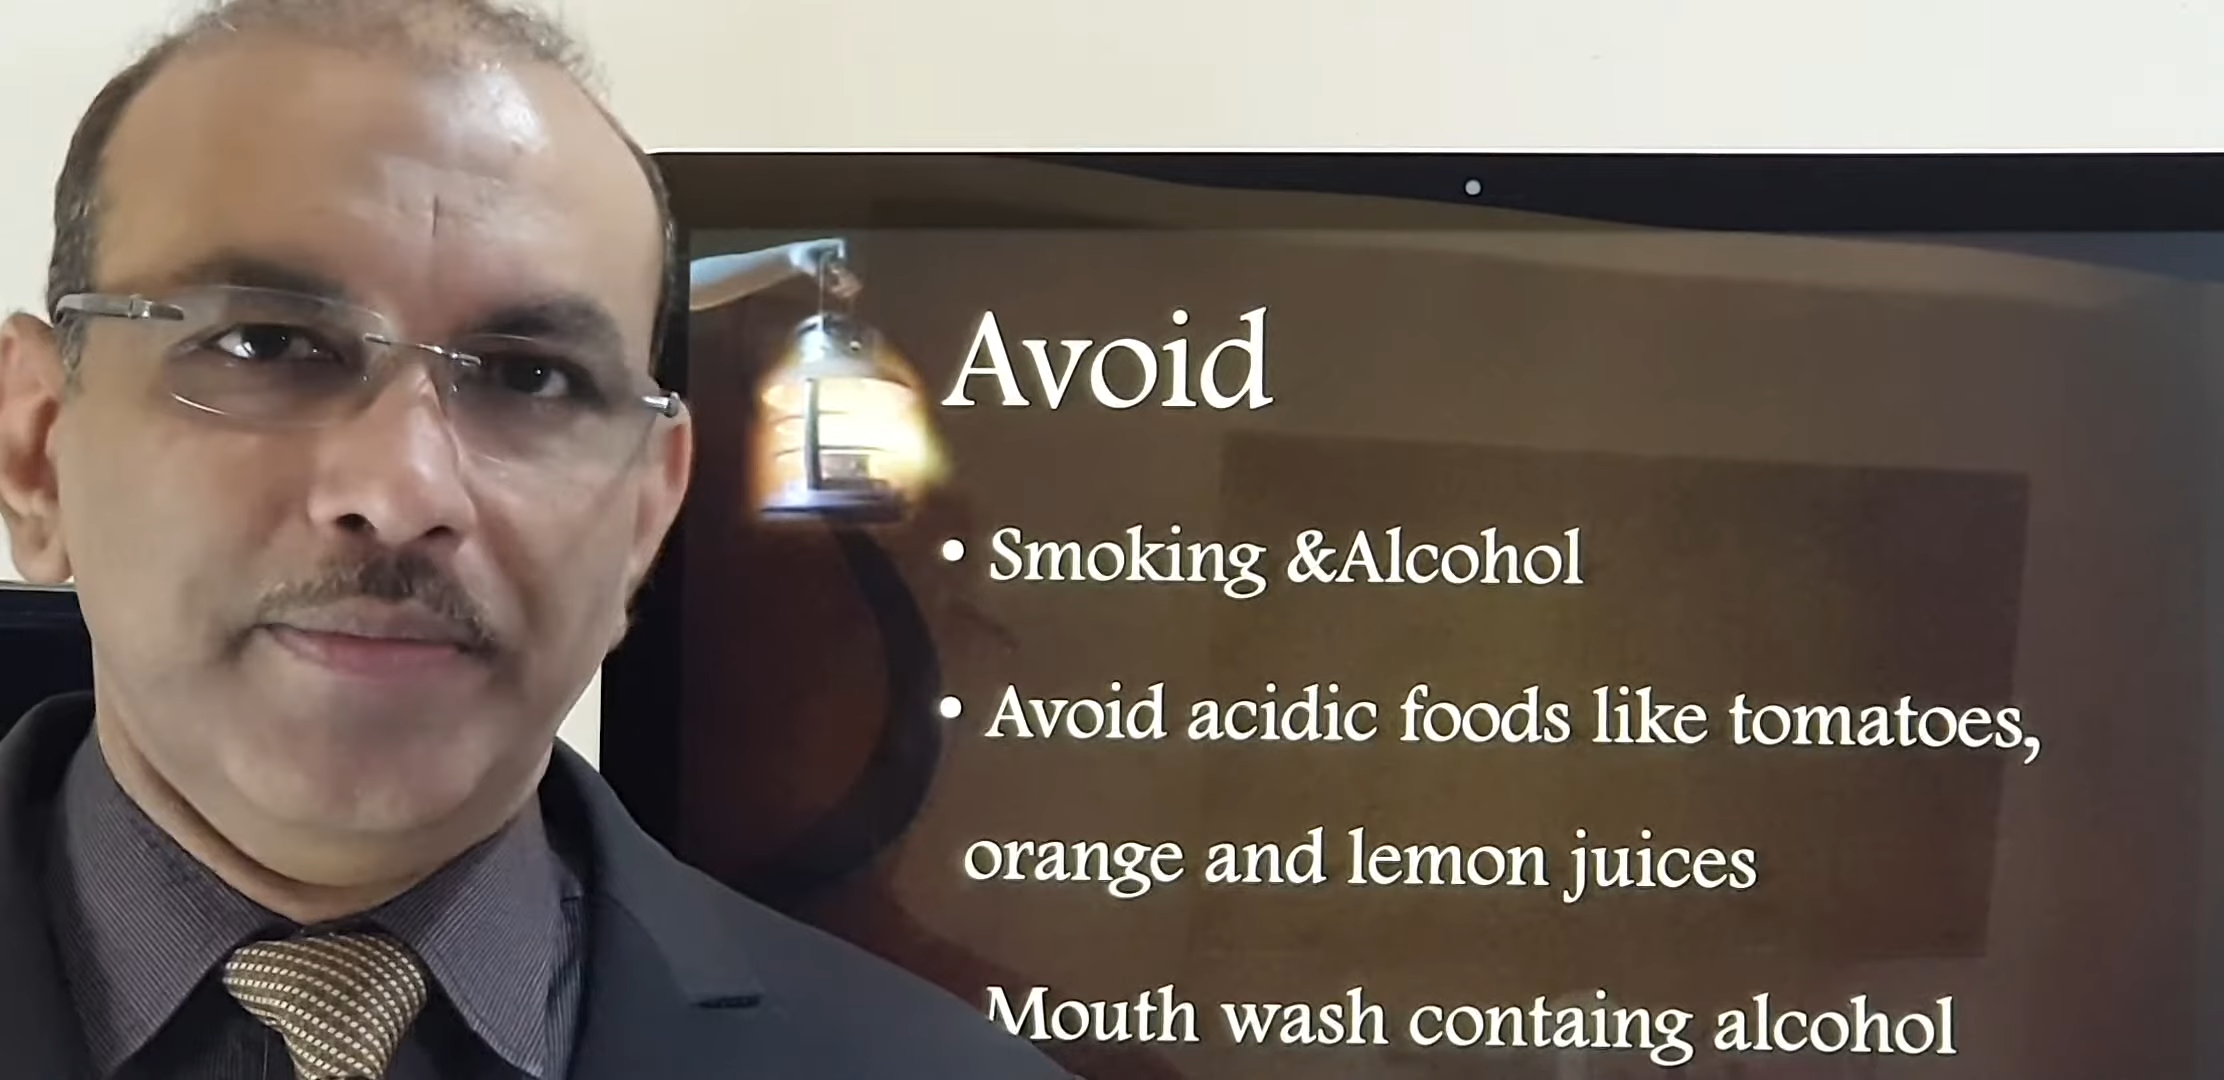 Avoid
• Smoking &Alcohol
• Avoid acidic foods like tomatoes,
orange and lemon juices
Mouth wash containg alcohol